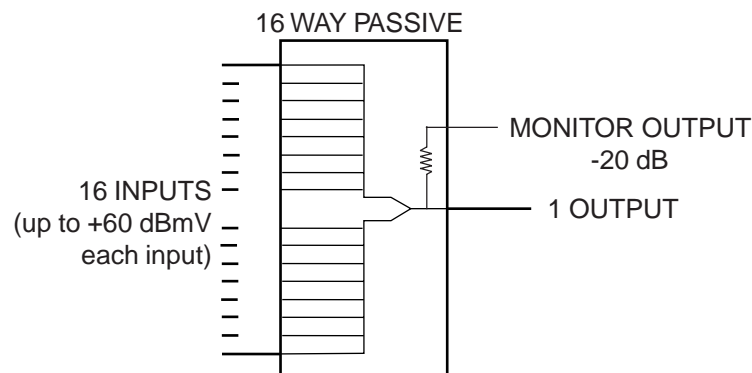 16 WAY PASSIVE
MONITOR OUTPUT
-20 dB
16 INPUTS
(up to +60 dBmV
each input)
1 OUTPUT